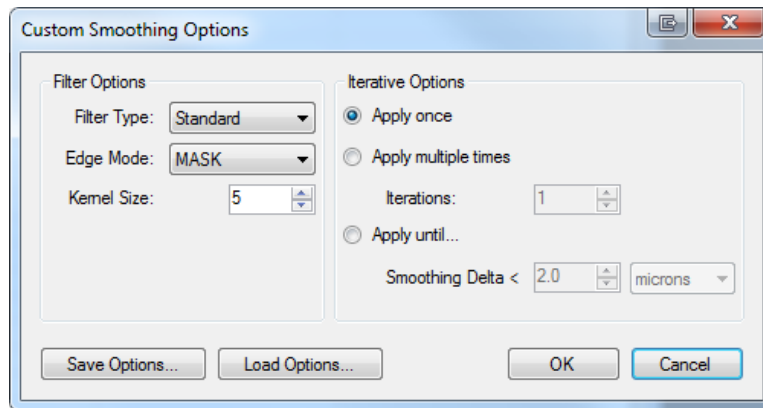 Custom Smoothing Options
Filter Options
Filter Type: Standard
Edge Mode: MASK
Kernel Size: 5
Iterative Options
Apply once
Apply multiple times
Iterations: 1
Apply until...
Smoothing Delta < 2.0 microns
Save Options... Load Options... OK Cancel